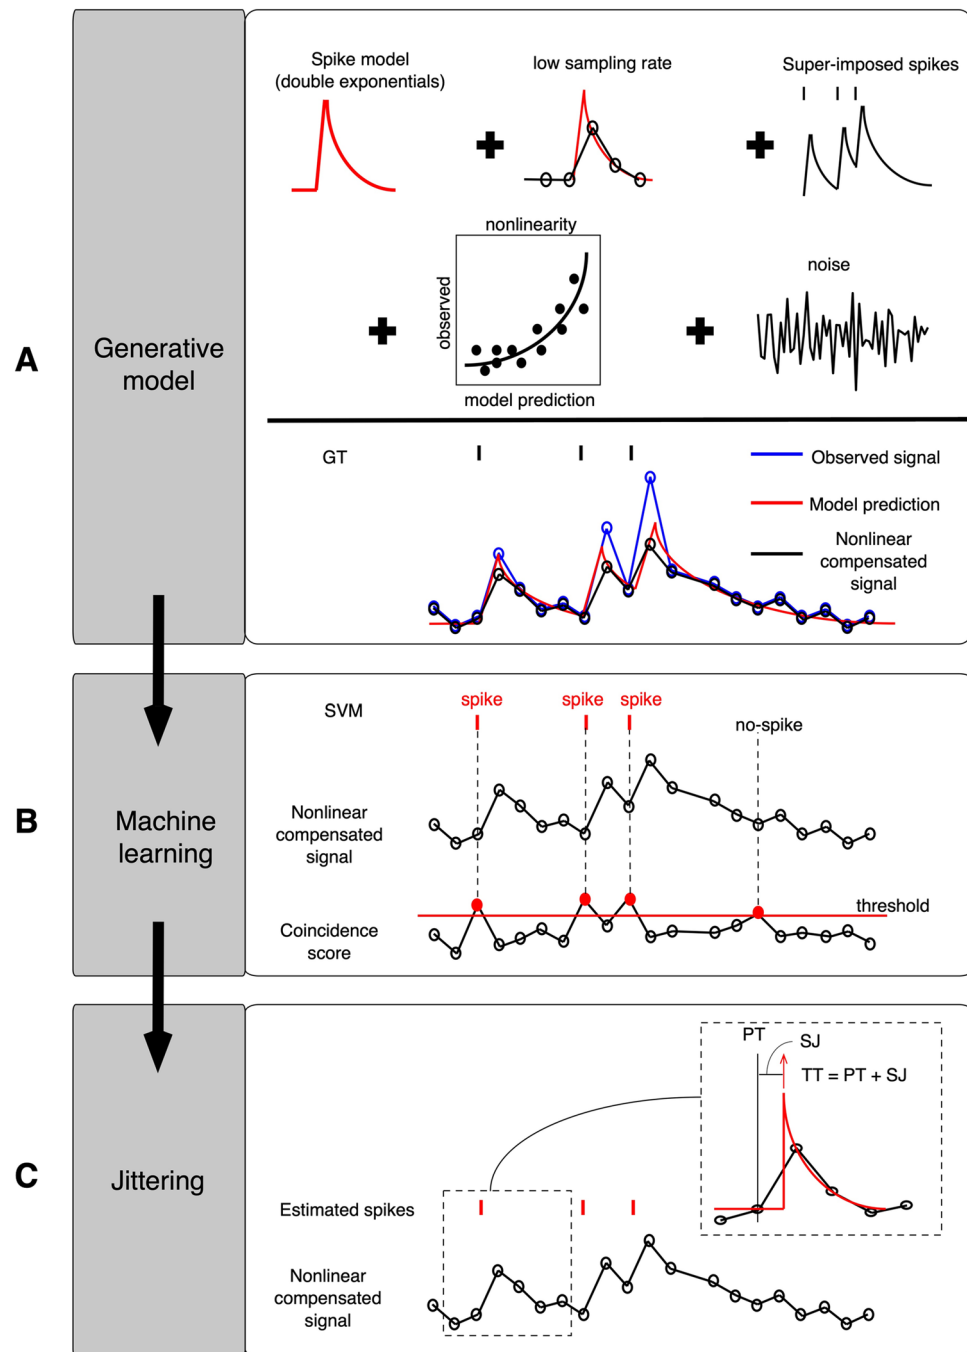 A
Generative
model
Spike model
(double exponentials)
low sampling rate
Super-imposed spikes
nonlinearity
observed
model prediction
noise
GT
Observed signal
Model prediction
Nonlinear
compensated
signal
B
Machine
learning
SVM
spike
spike
spike
no-spike
Nonlinear
compensated
signal
threshold
Coincidence
score
C
Jittering
PT
SJ
TT = PT + SJ
Estimated spikes
Nonlinear
compensated
signal